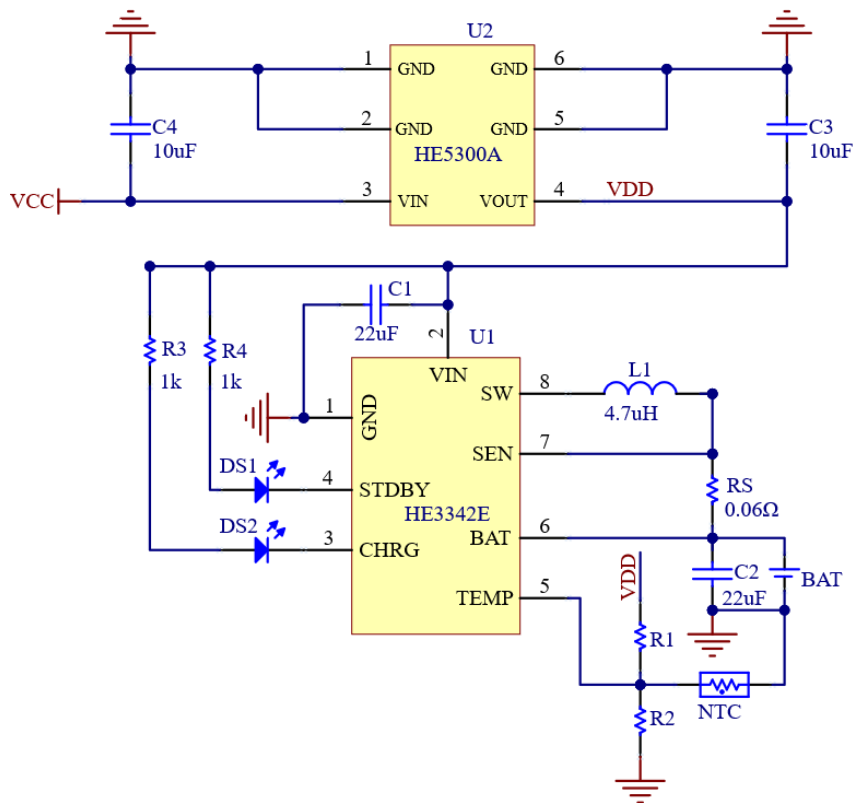 U2
1 GND GND 6
2 GND GND 5
HE5300A
3 VIN VOUT 4
C4
10uF
C3
10uF
VCC
VDD
C1
22uF
2
U1
R3
1k
R4
1k
VIN
1 GND
SW 8
L1
4.7uH
SEN 7
DS1
4 STDBY
RS
0.06Ω
HE3342E
DS2
3 CHRG
BAT 6
C2
22uF
BAT
VDD
TEMP 5
R1
NTC
R2